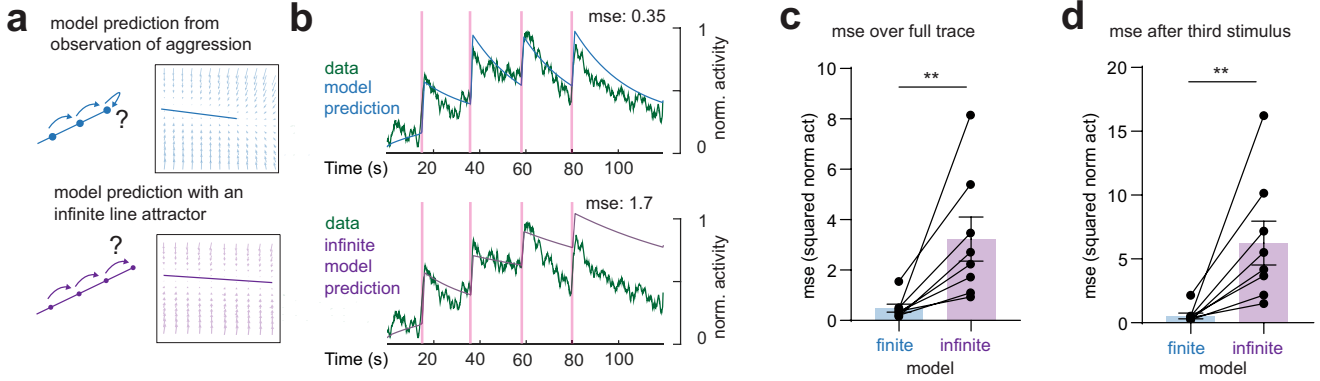 a
model prediction from
observation of aggression
?
model prediction with an
infinite line attractor
?
b
mse: 0.35
data
model
prediction
1
0
norm. activity
Time (s) 20 40 60 80 100
mse: 1.7
data
infinite
model
prediction
1
0
norm. activity
Time (s) 20 40 60 80 100
c
mse over full trace
**
mse (squared norm act)
10
8
6
4
2
0
finite infinite
model
d
mse after third stimulus
**
mse (squared norm act)
20
15
10
5
0
finite infinite
model